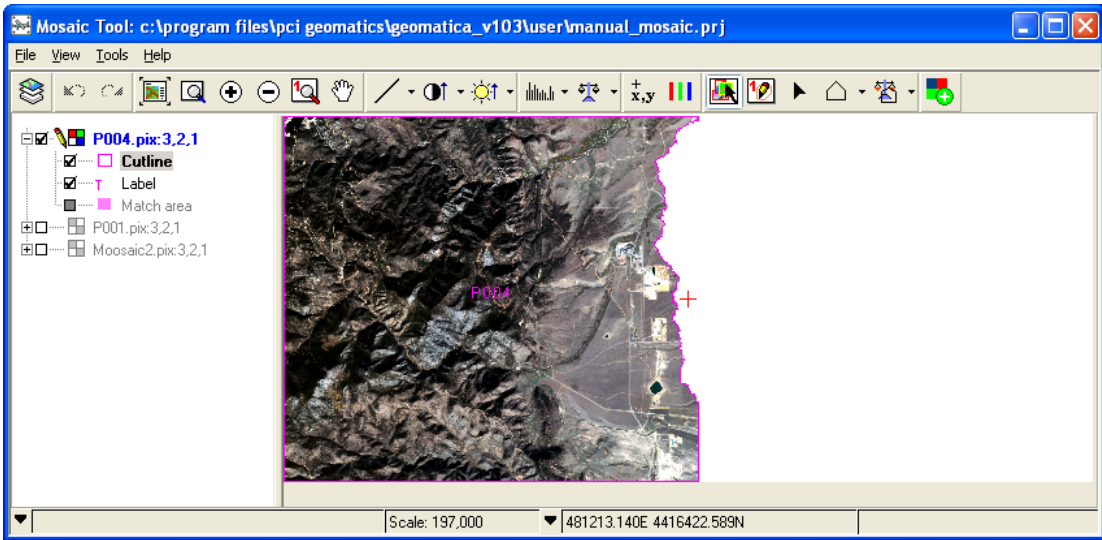 Mosaic Tool: c:\program files\pci geomatics\geomatica_v103\user\manual_mosaic.prj
File View Tools Help
x,y
P004.pix:3,2,1
Cutline
T Label
Match area
P001.pix:3,2,1
Moosaic2.pix:3,2,1
P004
Scale: 197,000
481213.140E 4416422.589N